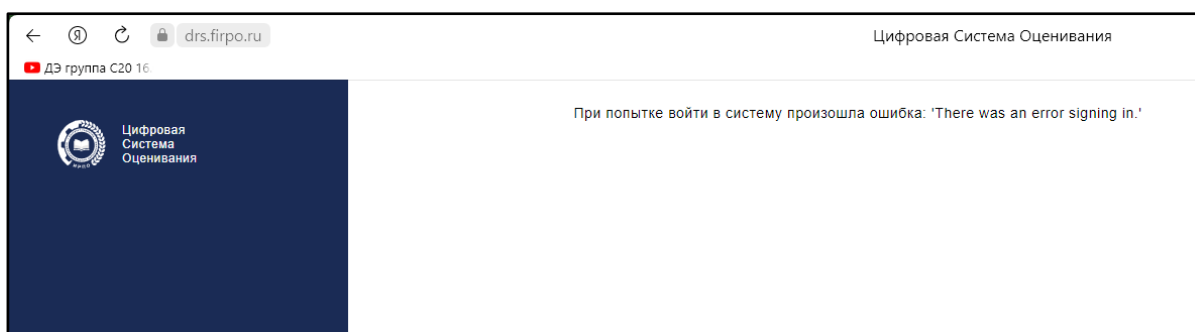 drs.firpo.ru
Цифровая Система Оценивания
ДЭ группа С20 16.
Цифровая
Система
Оценивания
При попытке войти в систему произошла ошибка: 'There was an error signing in.'